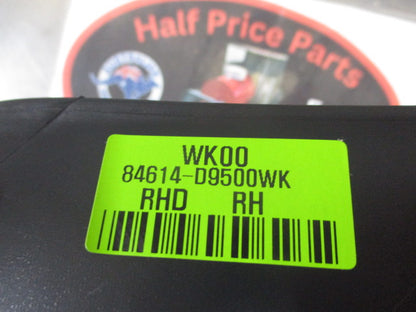 Half Price Parts
WK00
84614-D9500WK
RHD RH